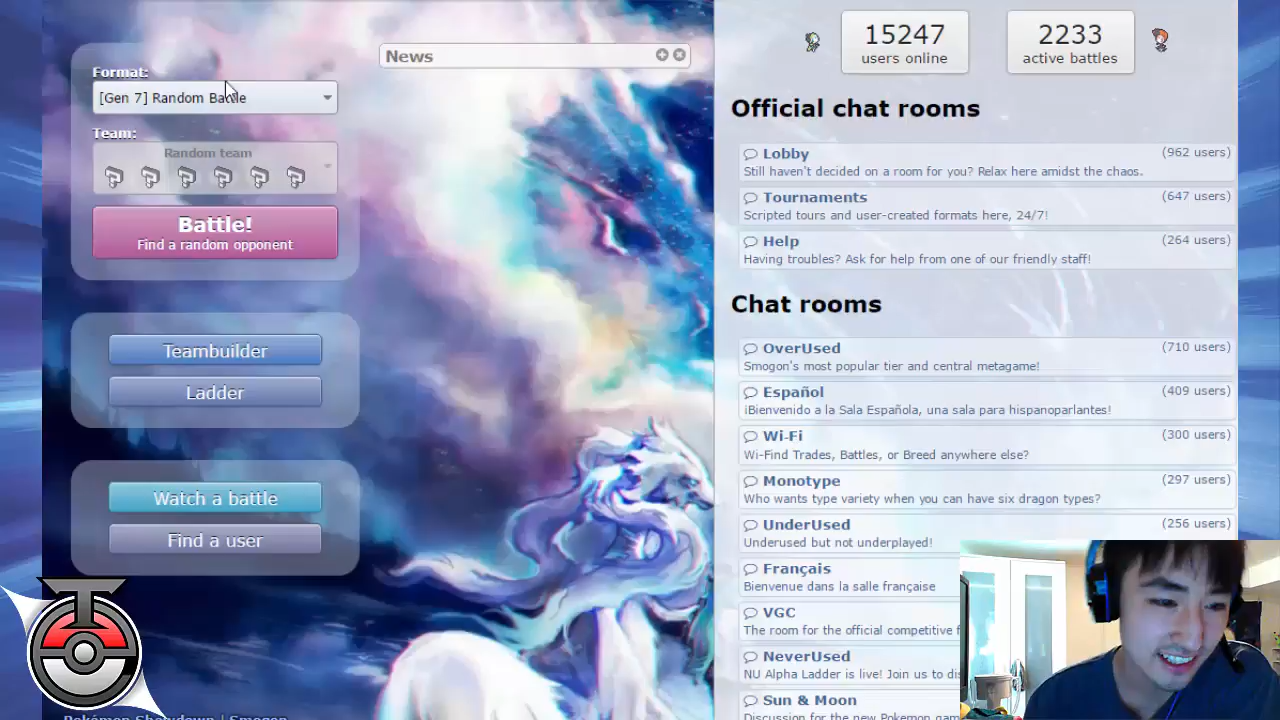 Format:
[Gen 7] Random Battle
Team:
Random team
Battle!
Find a random opponent
Teambuilder
Ladder
Watch a battle
Find a user
Pokémon Showdown | Smogon
News
15247
users online
2233
active battles
Official chat rooms
Lobby (962 users)
Still haven't decided on a room for you? Relax here amidst the chaos.
Tournaments (647 users)
Scripted tours and user-created formats here, 24/7!
Help (264 users)
Having troubles? Ask for help from one of our friendly staff!
Chat rooms
OverUsed (710 users)
Smogon's most popular tier and central metagame!
Español (409 users)
¡Bienvenido a la Sala Española, una sala para hispanoparlantes!
Wi-Fi (300 users)
Wi-Find Trades, Battles, or Breed anywhere else?
Monotype (297 users)
Who wants type variety when you can have six dragon types?
UnderUsed (256 users)
Underused but not underplayed!
Français
Bienvenue dans la salle française
VGC
The room for the official competitive f
NeverUsed
NU Alpha Ladder is live! Join us to dis
Sun & Moon
Discussion for the new Pokemon gam